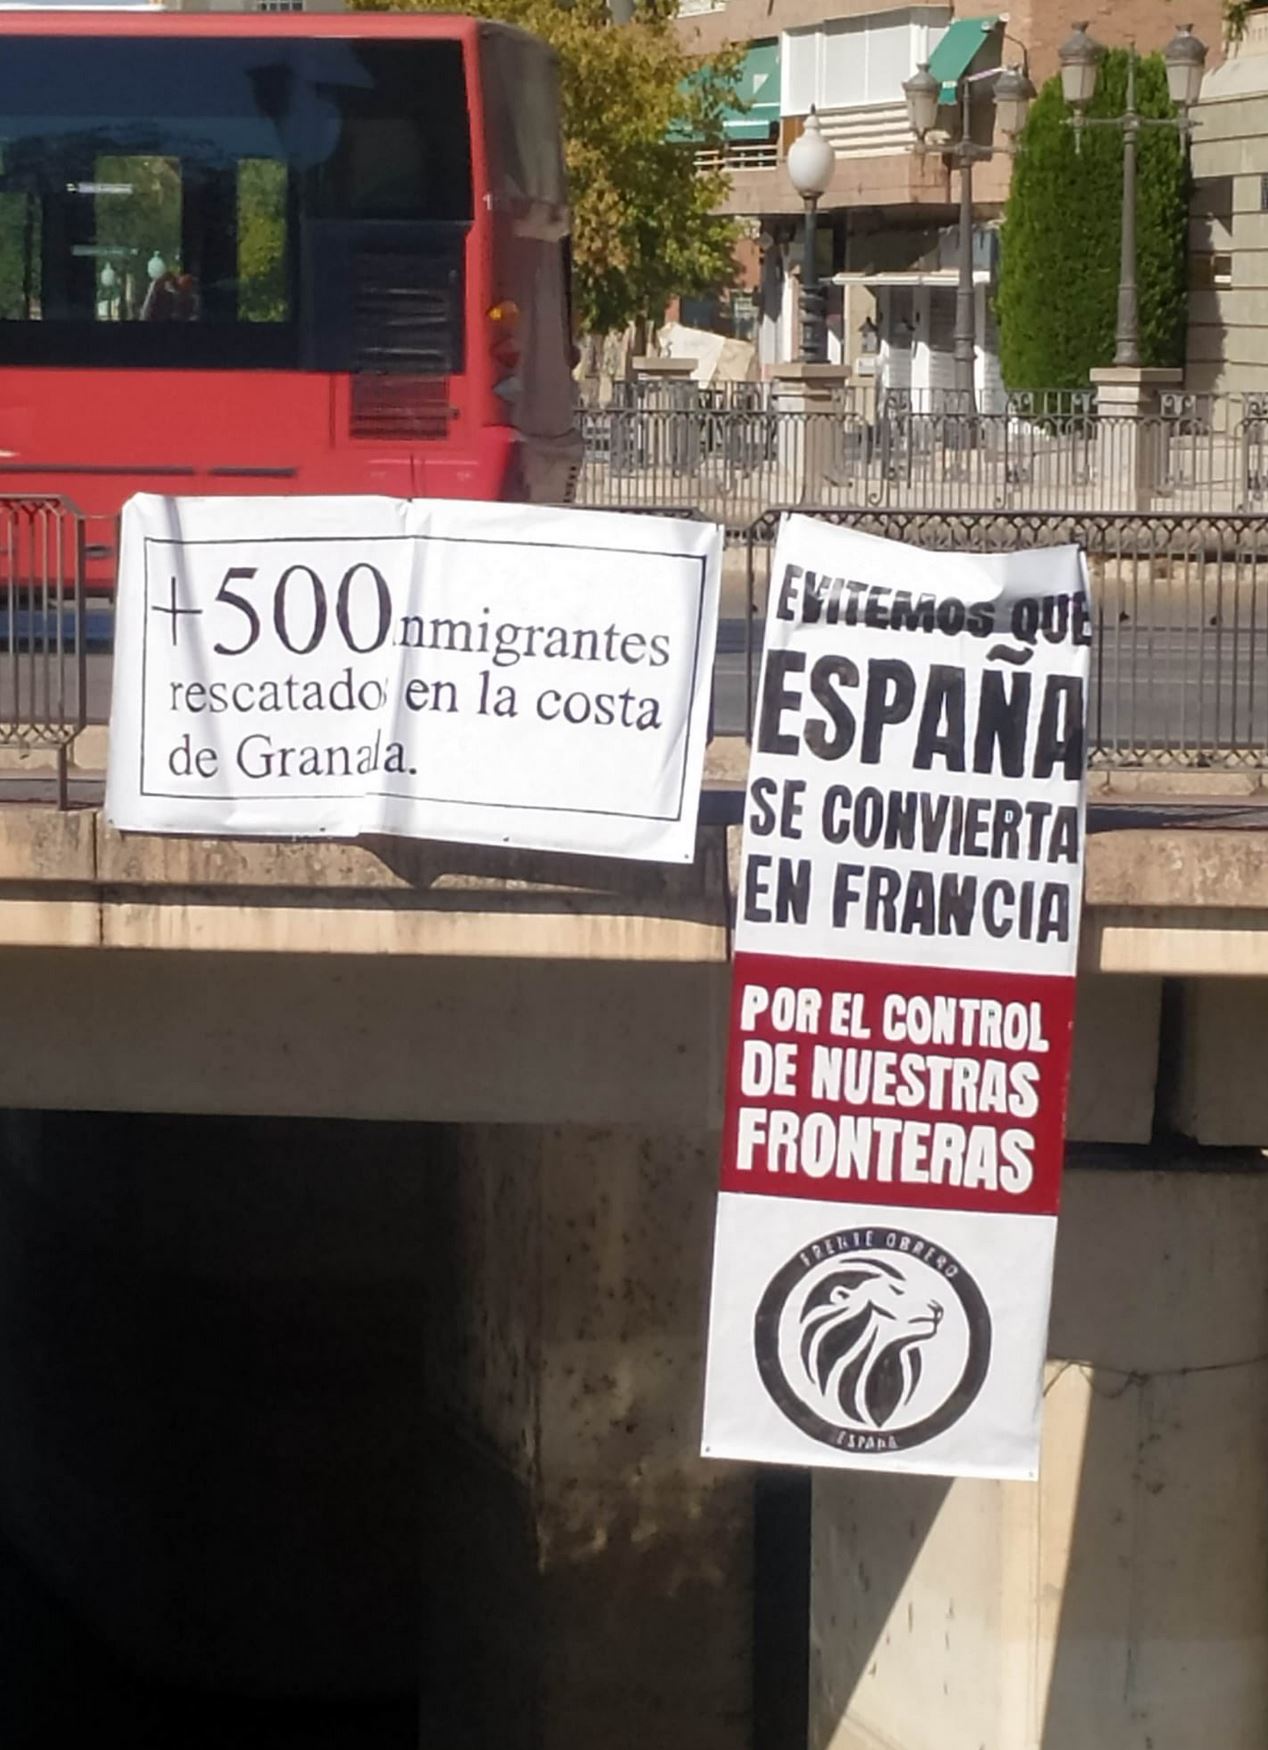 +500 inmigrantes
rescatados en la costa
de Granada.
EVITEMOS QUE
ESPAÑA
SE CONVIERTA
EN FRANCIA
POR EL CONTROL
DE NUESTRAS
FRONTERAS
FRENTE OBRERO
ESPAÑA